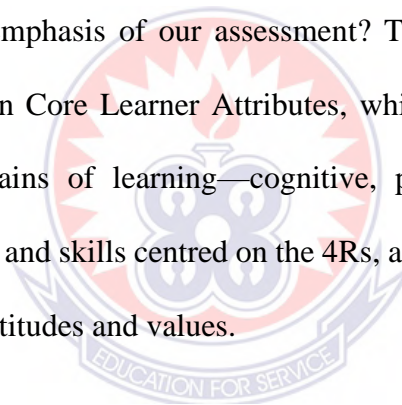 mphasis of our assessment? T
n Core Learner Attributes, whi
ains of learning—cognitive, p
and skills centred on the 4Rs, a
titudes and values.
EDUCATION FOR SERVICE